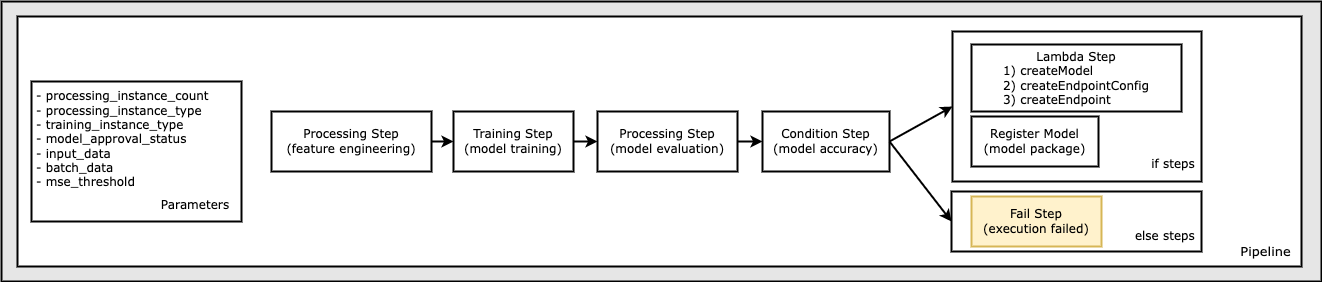 - processing_instance_count
- processing_instance_type
- training_instance_type
- model_approval_status
- input_data
- batch_data
- mse_threshold
Parameters
Processing Step
(feature engineering)
Training Step
(model training)
Processing Step
(model evaluation)
Condition Step
(model accuracy)
Lambda Step
1) createModel
2) createEndpointConfig
3) createEndpoint
Register Model
(model package)
if steps
Fail Step
(execution failed)
else steps
Pipeline